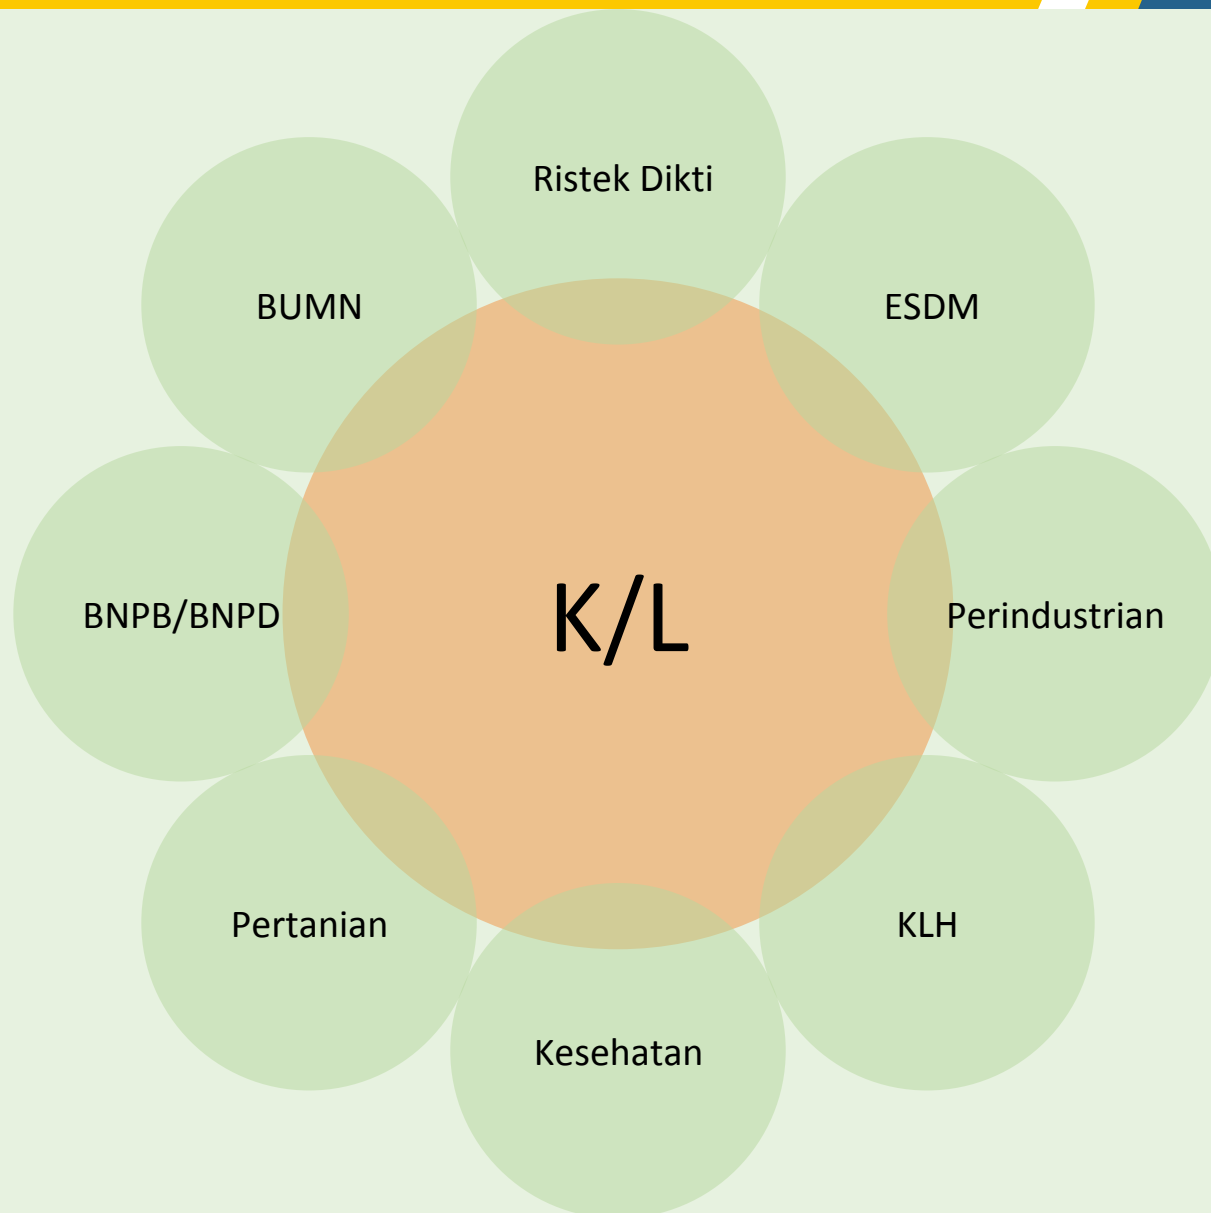 Ristek Dikti
BUMN
ESDM
BNPB/BNPD
K/L
Perindustrian
Pertanian
KLH
Kesehatan